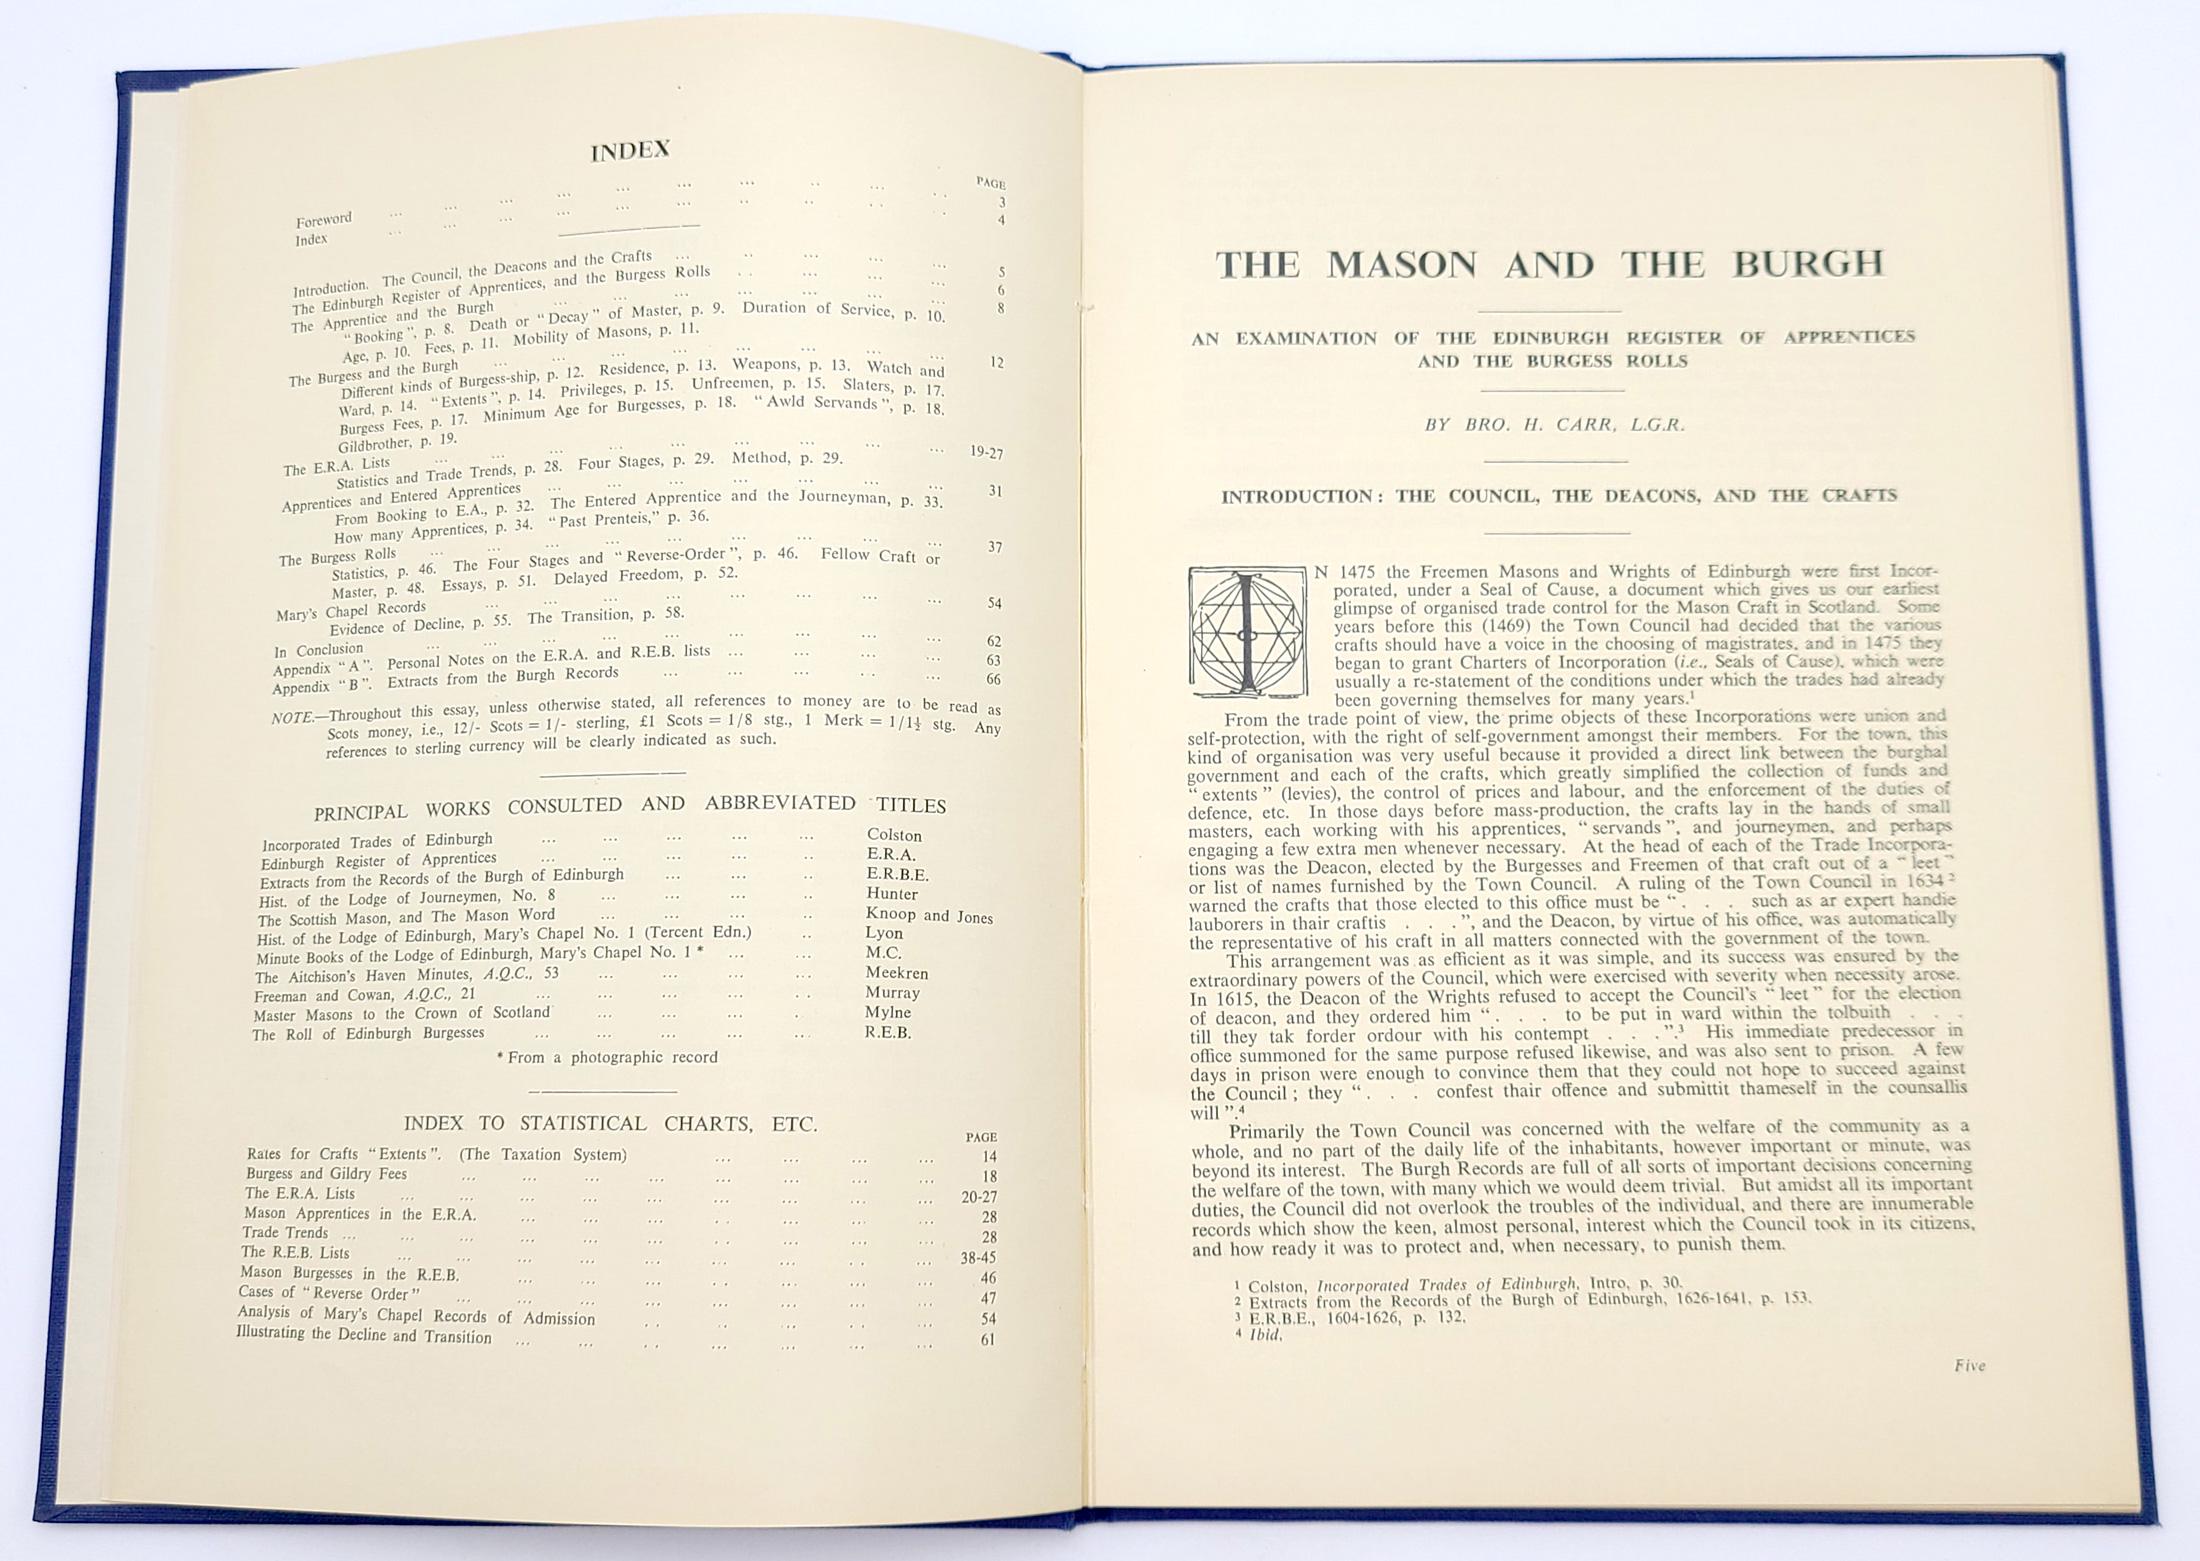 INDEX
PAGE
Foreword ... ... ... ... ... ... ... .. ... .. 3
Index ... ... ... ... ... ... .. .. .. . 4
Introduction. The Council, the Deacons and the Crafts ... .. ... ... ... 5
The Edinburgh Register of Apprentices, and the Burgess Rolls .. ... ... ... 6
The Apprentice and the Burgh ... ... ... ... ... ... ... 8
"Booking", p. 8. Death or "Decay" of Master, p. 9. Duration of Service, p. 10.
Age, p. 10. Fees, p. 11. Mobility of Masons, p. 11.
The Burgess and the Burgh ... ... ... ... ... ... ... 12
Different kinds of Burgess-ship, p. 12. Residence, p. 13. Weapons, p. 13. Watch and
Ward, p. 14. "Extents", p. 14. Privileges, p. 15. Unfreemen, p. 15. Slaters, p. 17.
Burgess Fees, p. 17. Minimum Age for Burgesses, p. 18. "Awld Servands", p. 18.
Gildbrother, p. 19.
The E.R.A. Lists ... ... ... ... ... ... ... ... ... 19-27
Statistics and Trade Trends, p. 28. Four Stages, p. 29. Method, p. 29.
Apprentices and Entered Apprentices ... ... ... ... ... ... ... 31
From Booking to E.A., p. 32. The Entered Apprentice and the Journeyman, p. 33.
How many Apprentices, p. 34. "Past Prenteis," p. 36.
The Burgess Rolls ... ... ... ... ... ... ... ... ... 37
Statistics, p. 46. The Four Stages and "Reverse-Order", p. 46. Fellow Craft or
Master, p. 48. Essays, p. 51. Delayed Freedom, p. 52.
Mary's Chapel Records ... ... ... ... ... ... ... ... 54
Evidence of Decline, p. 55. The Transition, p. 58.
In Conclusion ... ... ... ... ... ... ... ... ... 62
Appendix "A". Personal Notes on the E.R.A. and R.E.B. lists ... ... ... ... 63
Appendix "B". Extracts from the Burgh Records ... ... ... .. ... 66
NOTE.—Throughout this essay, unless otherwise stated, all references to money are to be read as
Scots money, i.e., 12/- Scots = 1/- sterling, £1 Scots = 1/8 stg., 1 Merk = 1/1½ stg. Any
references to sterling currency will be clearly indicated as such.
PRINCIPAL WORKS CONSULTED AND ABBREVIATED TITLES
Incorporated Trades of Edinburgh ... ... ... ... ... Colston
Edinburgh Register of Apprentices ... ... ... ... .. E.R.A.
Extracts from the Records of the Burgh of Edinburgh ... ... .. E.R.B.E.
Hist. of the Lodge of Journeymen, No. 8 ... ... ... .. Hunter
The Scottish Mason, and The Mason Word ... ... ... .. Knoop and Jones
Hist. of the Lodge of Edinburgh, Mary's Chapel No. 1 (Tercent Edn.) .. Lyon
Minute Books of the Lodge of Edinburgh, Mary's Chapel No. 1 * ... ... M.C.
The Aitchison's Haven Minutes, A.Q.C., 53 ... ... ... ... Meekren
Freeman and Cowan, A.Q.C., 21 ... ... ... ... .. Murray
Master Masons to the Crown of Scotland ... ... ... ... Mylne
The Roll of Edinburgh Burgesses ... ... ... ... ... R.E.B.
* From a photographic record
INDEX TO STATISTICAL CHARTS, ETC.
PAGE
Rates for Crafts "Extents". (The Taxation System) ... ... ... ... 14
Burgess and Gildry Fees ... ... ... ... ... ... ... ... 18
The E.R.A. Lists ... ... ... ... ... ... ... ... ... 20-27
Mason Apprentices in the E.R.A. ... ... ... .. ... ... ... 28
Trade Trends ... ... ... ... ... .. ... ... .. ... 28
The R.E.B. Lists ... ... ... ... ... ... ... .. ... 38-45
Mason Burgesses in the R.E.B. ... ... ... .. ... .. ... 46
Cases of "Reverse Order" ... ... ... ... ... ... ... ... 47
Analysis of Mary's Chapel Records of Admission .. .. ... ... ... 54
Illustrating the Decline and Transition ... ... .. ... ... ... ... 61
THE MASON AND THE BURGH
AN EXAMINATION OF THE EDINBURGH REGISTER OF APPRENTICES
AND THE BURGESS ROLLS
BY BRO. H. CARR, L.G.R.
INTRODUCTION: THE COUNCIL, THE DEACONS, AND THE CRAFTS
IN 1475 the Freemen Masons and Wrights of Edinburgh were first Incor-
porated, under a Seal of Cause, a document which gives us our earliest
glimpse of organised trade control for the Mason Craft in Scotland. Some
years before this (1469) the Town Council had decided that the various
crafts should have a voice in the choosing of magistrates, and in 1475 they
began to grant Charters of Incorporation (i.e., Seals of Cause), which were
usually a re-statement of the conditions under which the trades had already
been governing themselves for many years.¹
From the trade point of view, the prime objects of these Incorporations were union and
self-protection, with the right of self-government amongst their members. For the town, this
kind of organisation was very useful because it provided a direct link between the burghal
government and each of the crafts, which greatly simplified the collection of funds and
"extents" (levies), the control of prices and labour, and the enforcement of the duties of
defence, etc. In those days before mass-production, the crafts lay in the hands of small
masters, each working with his apprentices, "servands", and journeymen, and perhaps
engaging a few extra men whenever necessary. At the head of each of the Trade Incorpora-
tions was the Deacon, elected by the Burgesses and Freemen of that craft out of a "leet"
or list of names furnished by the Town Council. A ruling of the Town Council in 1634²
warned the crafts that those elected to this office must be ". . . such as ar expert handie
lauborers in thair craftis . . .", and the Deacon, by virtue of his office, was automatically
the representative of his craft in all matters connected with the government of the town.
This arrangement was as efficient as it was simple, and its success was ensured by the
extraordinary powers of the Council, which were exercised with severity when necessity arose.
In 1615, the Deacon of the Wrights refused to accept the Council's "leet" for the election
of deacon, and they ordered him ". . . to be put in ward within the tolbuith . . .
till they tak forder ordour with his contempt . . .".³ His immediate predecessor in
office summoned for the same purpose refused likewise, and was also sent to prison. A few
days in prison were enough to convince them that they could not hope to succeed against
the Council; they ". . . confest thair offence and submittit thameself in the counsallis
will".⁴
Primarily the Town Council was concerned with the welfare of the community as a
whole, and no part of the daily life of the inhabitants, however important or minute, was
beyond its interest. The Burgh Records are full of all sorts of important decisions concerning
the welfare of the town, with many which we would deem trivial. But amidst all its important
duties, the Council did not overlook the troubles of the individual, and there are innumerable
records which show the keen, almost personal, interest which the Council took in its citizens,
and how ready it was to protect and, when necessary, to punish them.
¹ Colston, Incorporated Trades of Edinburgh, Intro, p. 30.
² Extracts from the Records of the Burgh of Edinburgh, 1626-1641, p. 153.
³ E.R.B.E., 1604-1626, p. 132.
⁴ Ibid.
Five